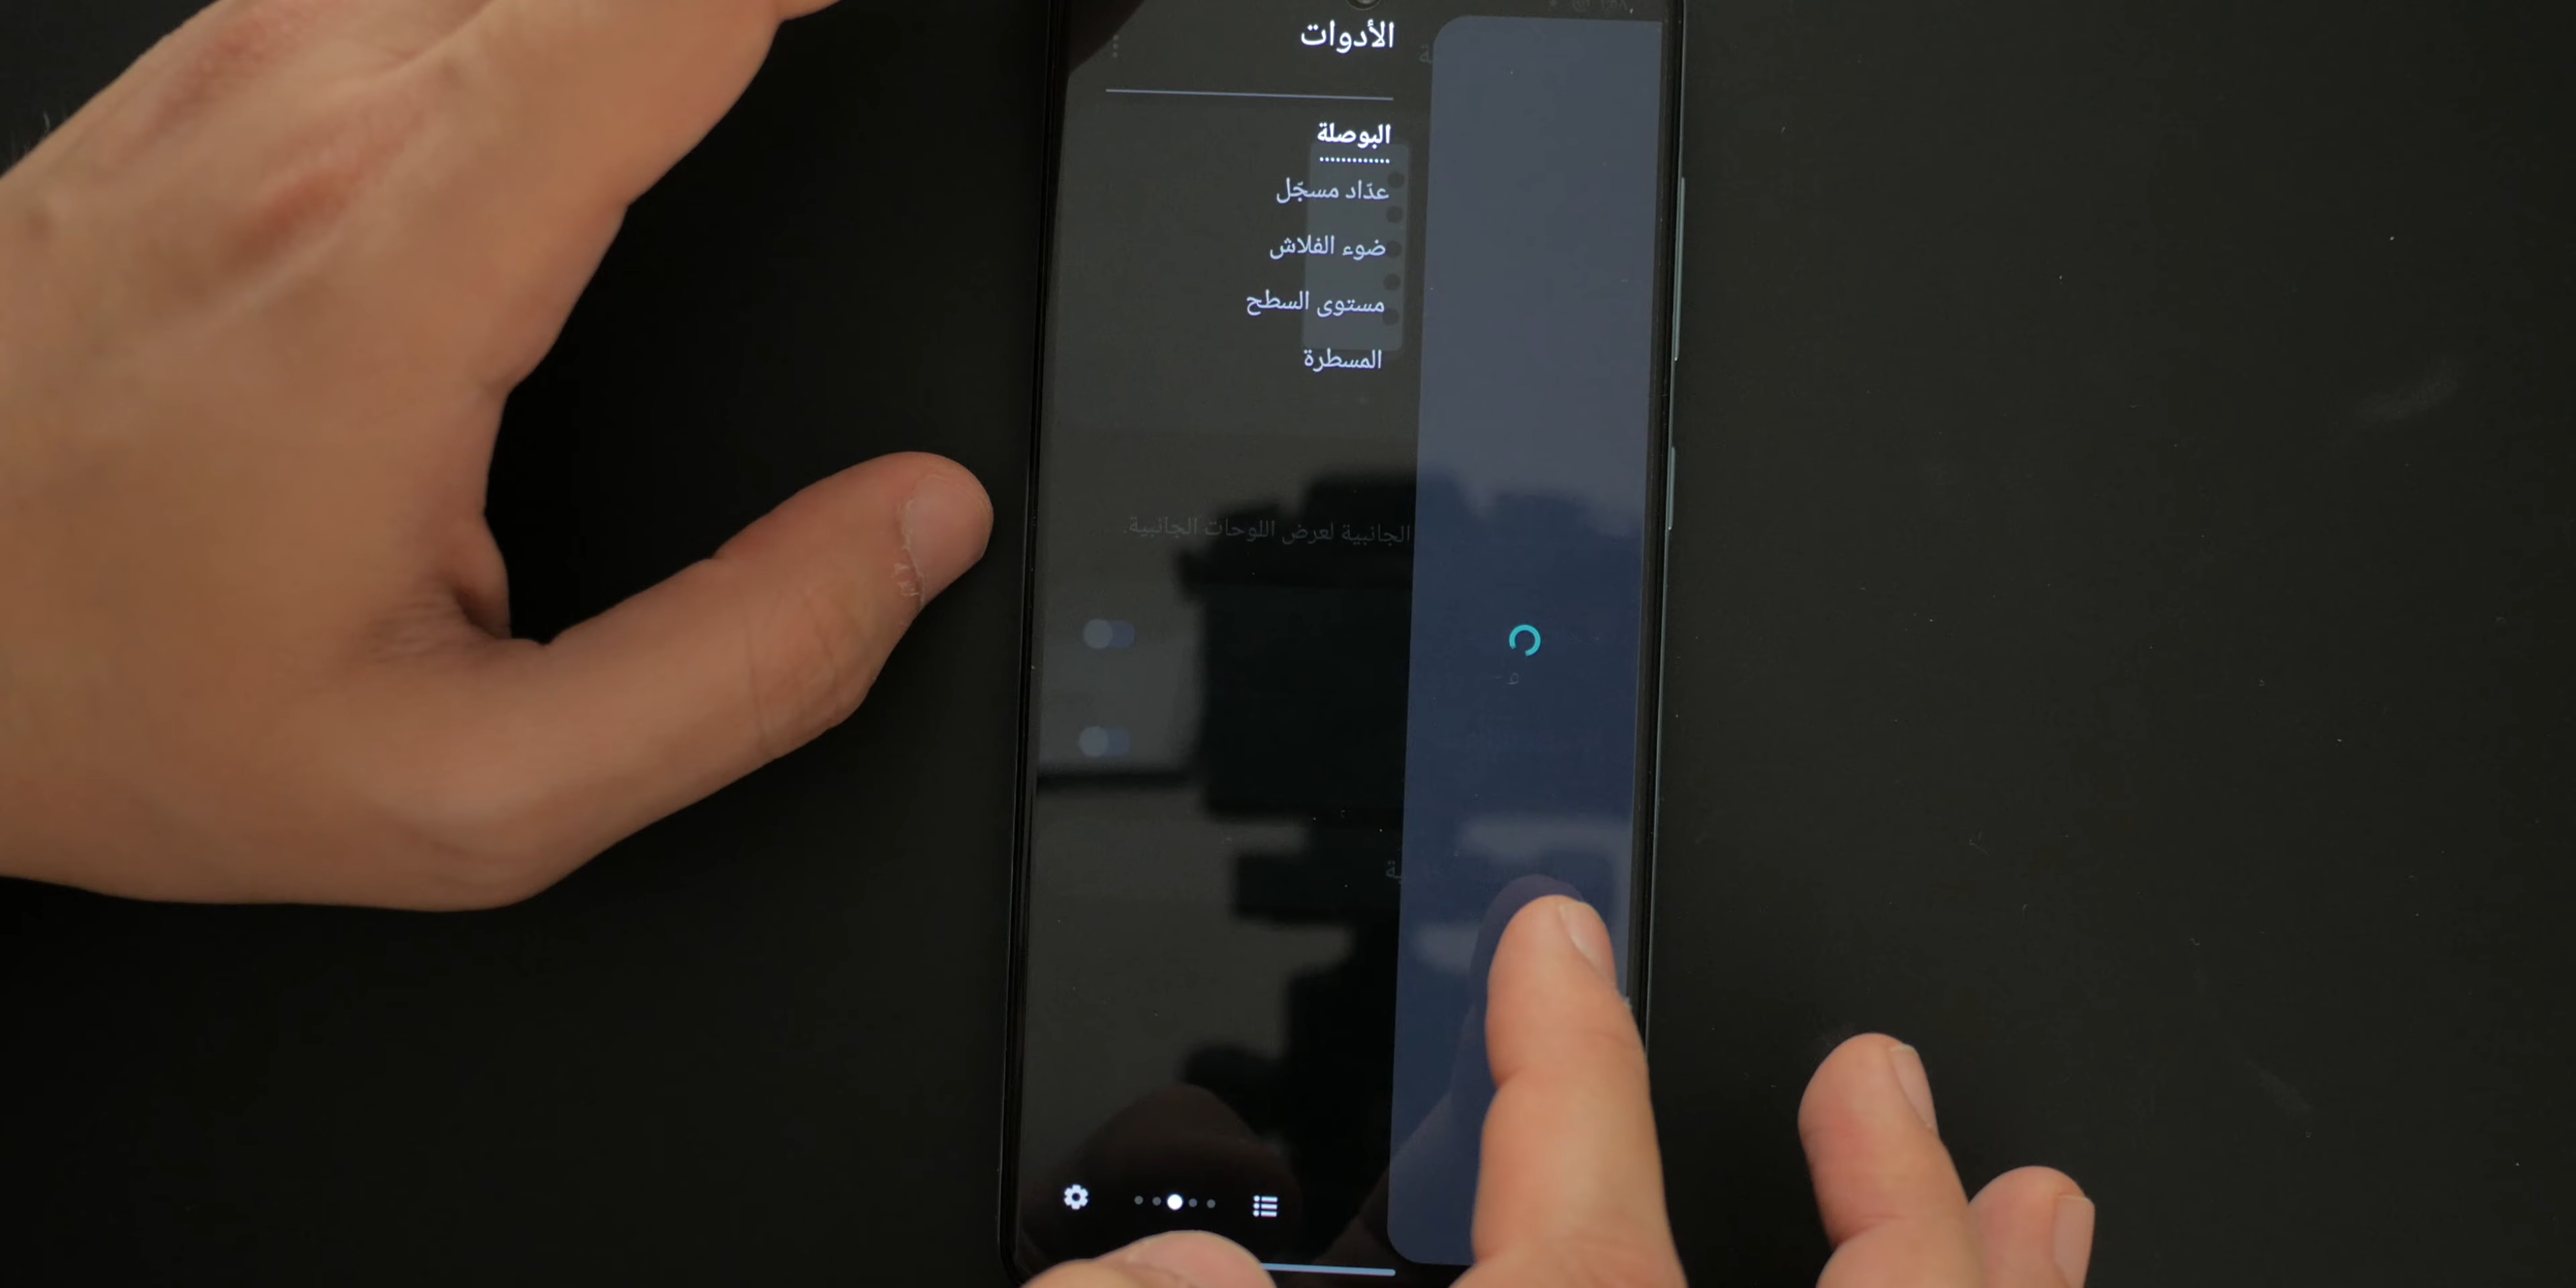 الأدوات
البوصلة
عدّاد مسجّل
ضوء الفلاش
مستوى السطح
المسطرة
الجانبية لعرض اللوحات الجانبية.